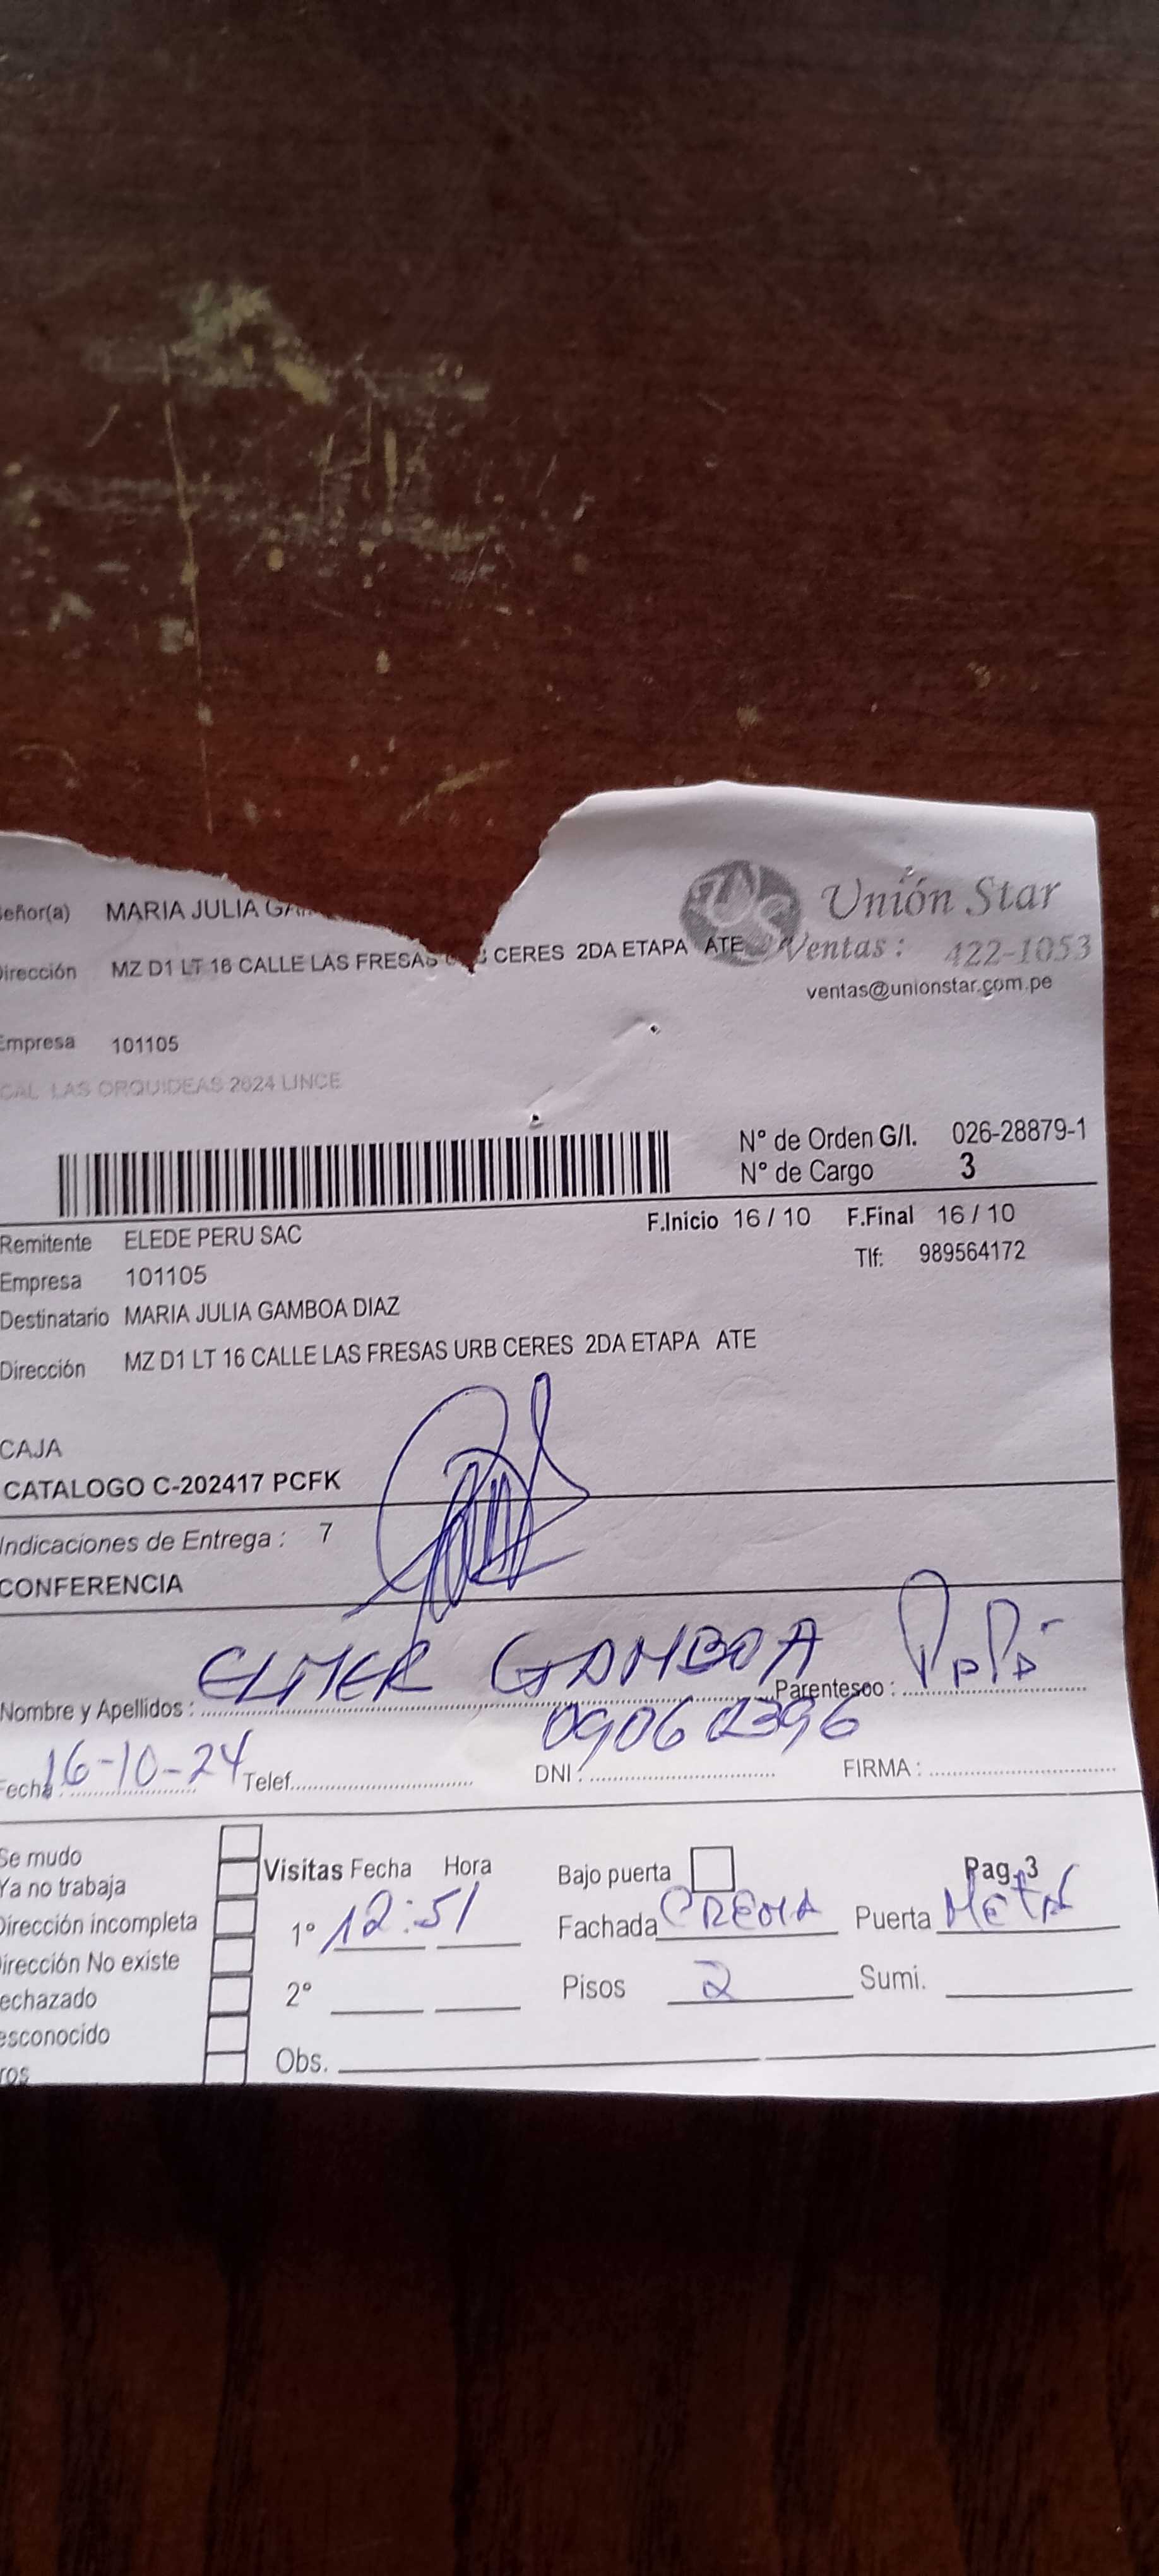 Unión Star
Señor(a) MARIA JULIA
Dirección MZ D1 LT 16 CALLE LAS FRESAS CERES 2DA ETAPA ATE
Ventas : 422-1053
ventas@unionstar.com.pe
Empresa 101105
CAL LAS ORQUIDEAS 2624 LINCE
N° de Orden G/I. 026-28879-1
N° de Cargo 3
F.Inicio 16 / 10 F.Final 16 / 10
Remitente ELEDE PERU SAC
Tlf: 989564172
Empresa 101105
Destinatario MARIA JULIA GAMBOA DIAZ
Dirección MZ D1 LT 16 CALLE LAS FRESAS URB CERES 2DA ETAPA ATE
CAJA
CATALOGO C-202417 PCFK
Indicaciones de Entrega : 7
CONFERENCIA
Nombre y Apellidos : ELMER GAMBOA Parentesco : PAPÁ
Fecha : 16-10-24 Telef. DNI : FIRMA :
Se mudo
Ya no trabaja
Dirección incompleta
Dirección No existe
echazado
esconocido
ros
Visitas Fecha Hora
1° 12:51
2°
Obs.
Bajo puerta Pag. 3
Fachada CREMA Puerta METAL
Pisos 2 Sumi.